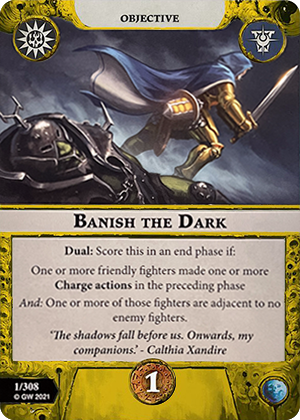 OBJECTIVE
BANISH THE DARK
Dual: Score this in an end phase if:
One or more friendly fighters made one or more
Charge actions in the preceding phase
And: One or more of those fighters are adjacent to no
enemy fighters.
'The shadows fall before us. Onwards, my
companions.' - Calthia Xandire
1/308
© GW 2021
1